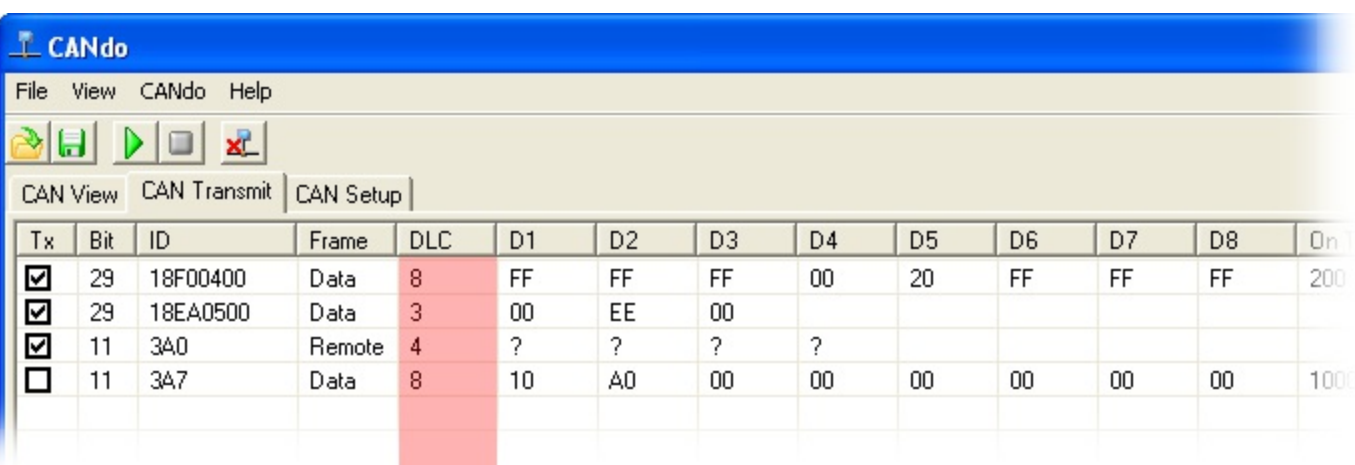 CANdo
File View CANdo Help
CAN View CAN Transmit CAN Setup
Tx Bit ID Frame DLC D1 D2 D3 D4 D5 D6 D7 D8 On
29 18F00400 Data 8 FF FF FF 00 20 FF FF FF 200
29 18EA0500 Data 3 00 EE 00
11 3A0 Remote 4 ? ? ? ?
11 3A7 Data 8 10 A0 00 00 00 00 00 00 1000